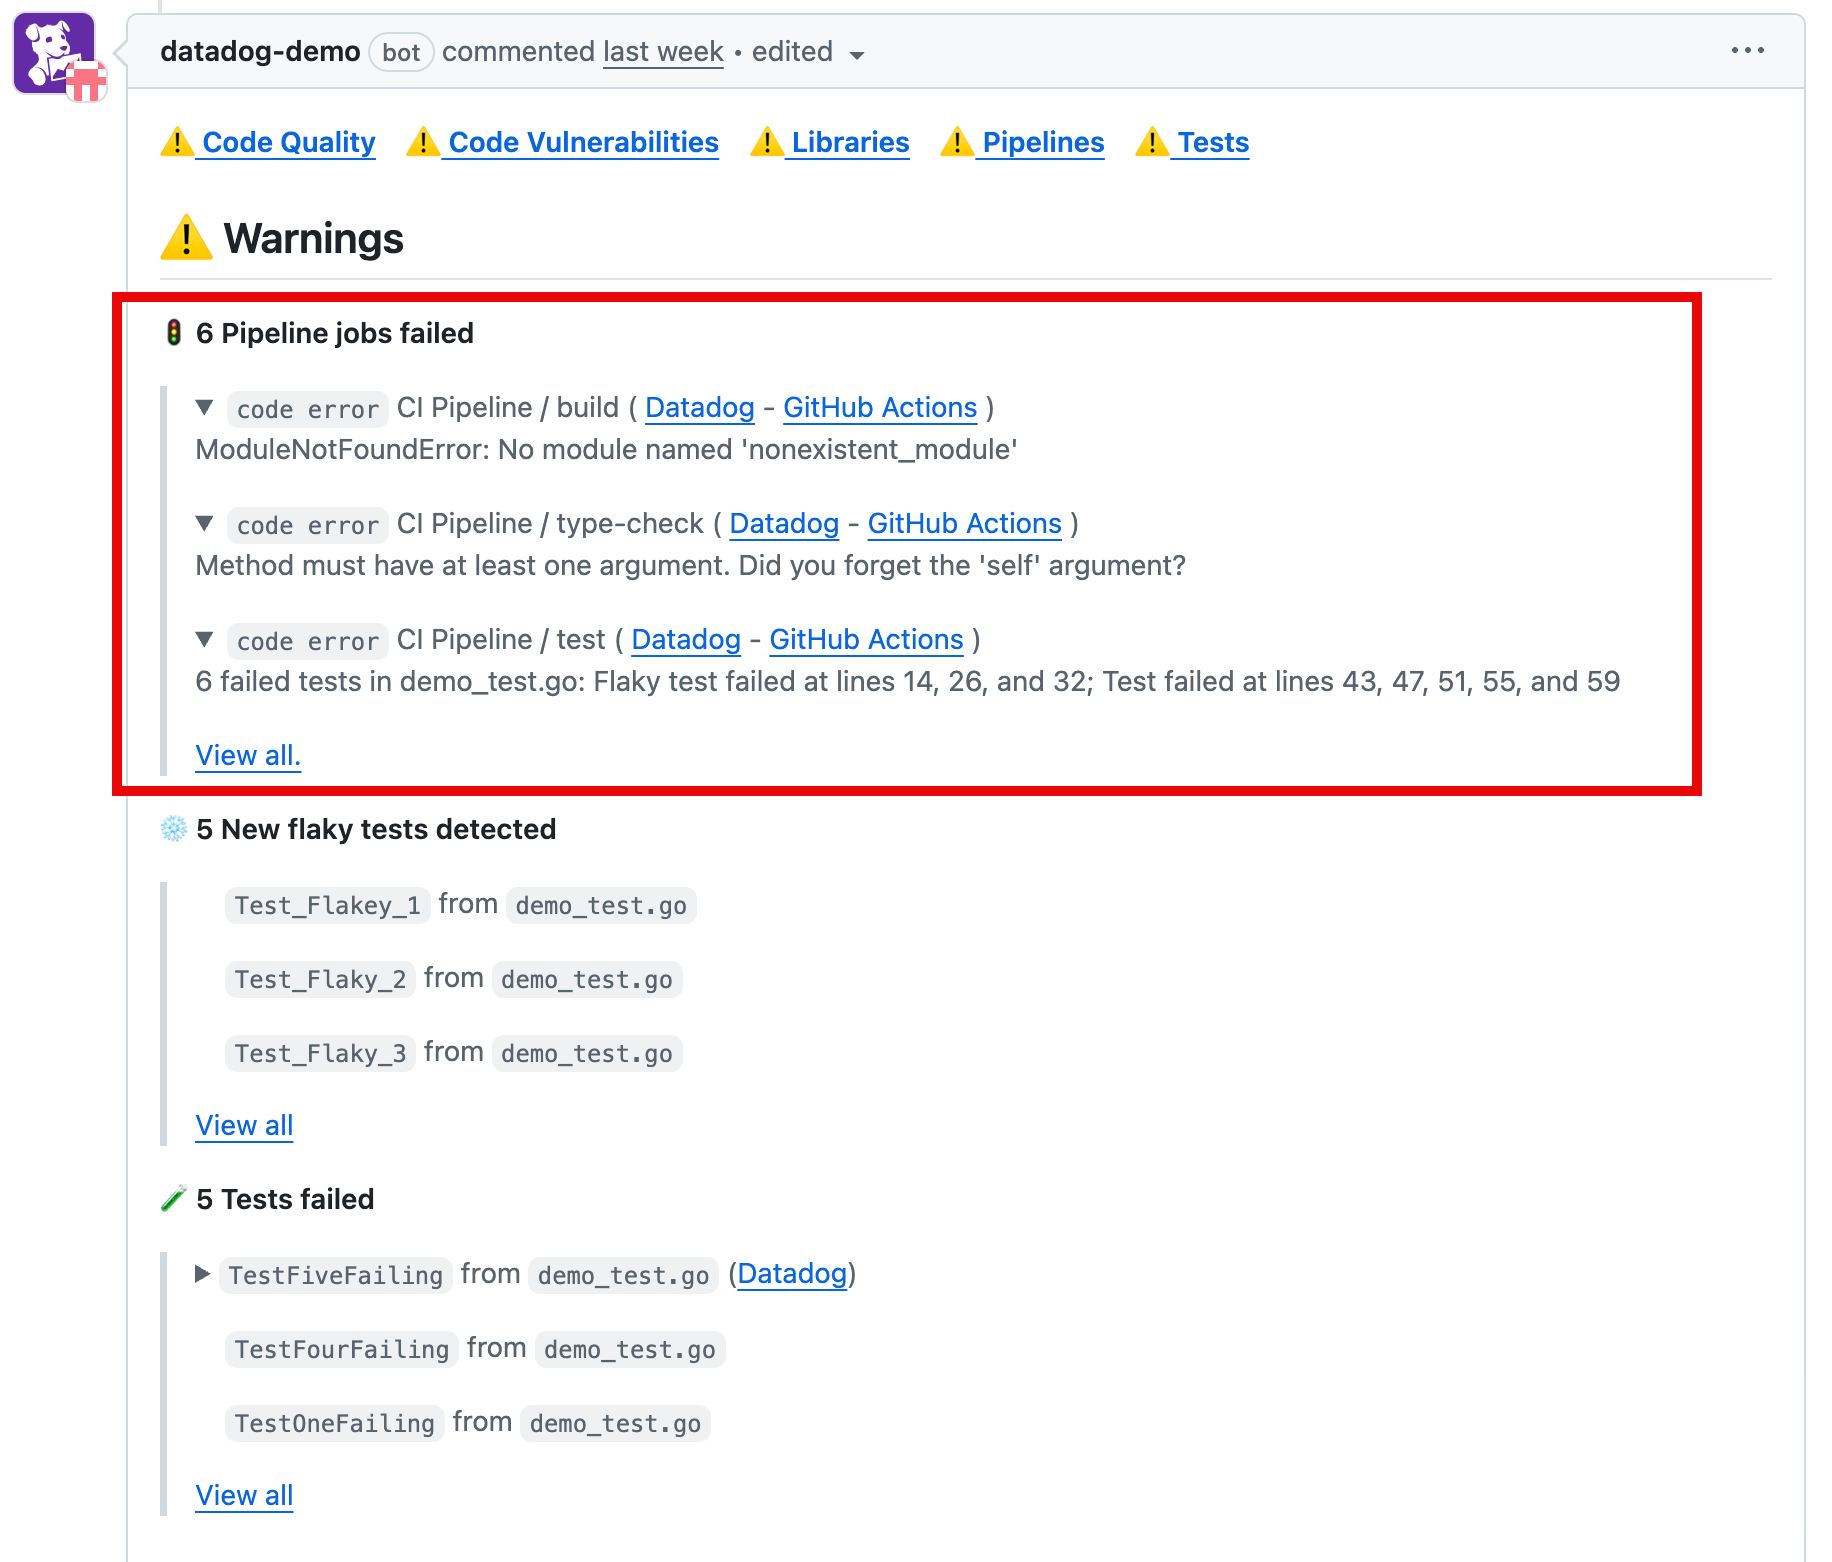 datadog-demo bot commented last week • edited
Code Quality Code Vulnerabilities Libraries Pipelines Tests
Warnings
6 Pipeline jobs failed
code error CI Pipeline / build ( Datadog - GitHub Actions )
ModuleNotFoundError: No module named 'nonexistent_module'
code error CI Pipeline / type-check ( Datadog - GitHub Actions )
Method must have at least one argument. Did you forget the 'self' argument?
code error CI Pipeline / test ( Datadog - GitHub Actions )
6 failed tests in demo_test.go: Flaky test failed at lines 14, 26, and 32; Test failed at lines 43, 47, 51, 55, and 59
View all.
5 New flaky tests detected
Test_Flakey_1 from demo_test.go
Test_Flaky_2 from demo_test.go
Test_Flaky_3 from demo_test.go
View all
5 Tests failed
TestFiveFailing from demo_test.go (Datadog)
TestFourFailing from demo_test.go
TestOneFailing from demo_test.go
View all